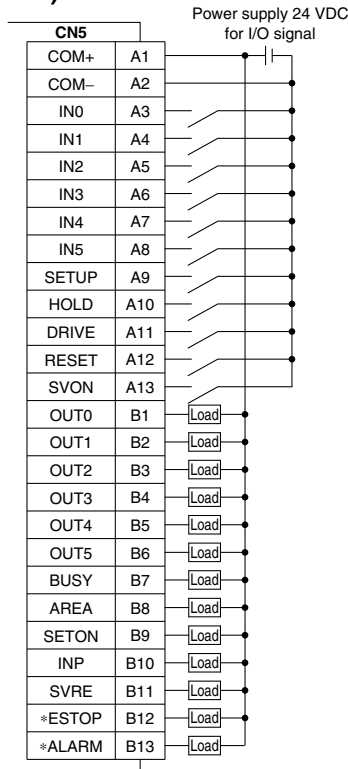 Power supply 24 VDC
for I/O signal
CN5
COM+ A1
COM– A2
IN0 A3
IN1 A4
IN2 A5
IN3 A6
IN4 A7
IN5 A8
SETUP A9
HOLD A10
DRIVE A11
RESET A12
SVON A13
OUT0 B1 Load
OUT1 B2 Load
OUT2 B3 Load
OUT3 B4 Load
OUT4 B5 Load
OUT5 B6 Load
BUSY B7 Load
AREA B8 Load
SETON B9 Load
INP B10 Load
SVRE B11 Load
∗ESTOP B12 Load
∗ALARM B13 Load